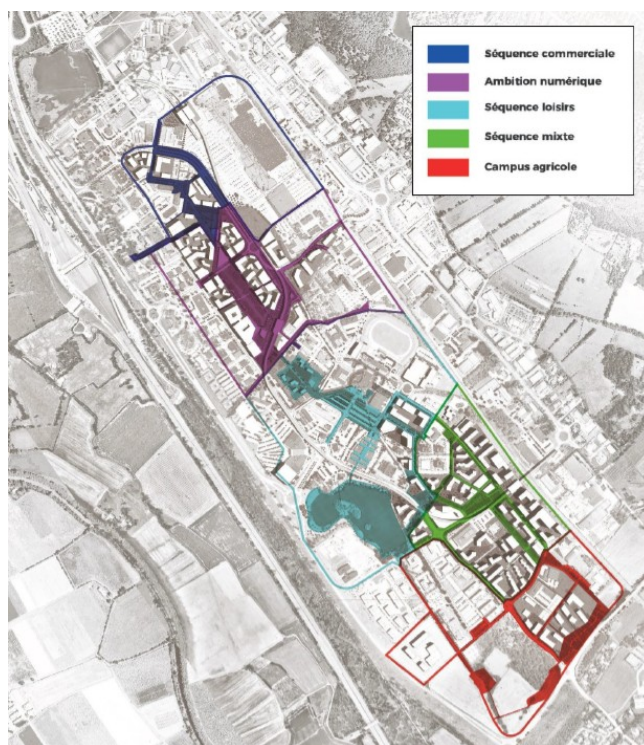 Séquence commerciale
Ambition numérique
Séquence loisirs
Séquence mixte
Campus agricole